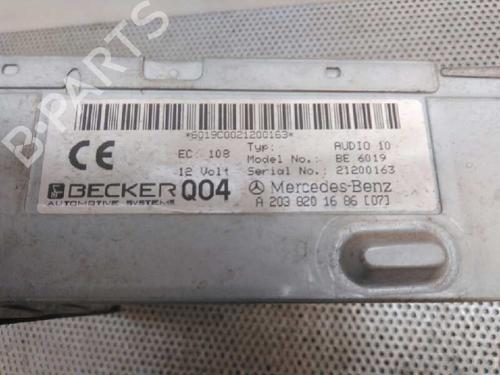 B-PARTS
*6019C0021200163*
CE
EC: 108
Typ: AUDIO 10
Model No.: BE 6019
12 Volt
Serial No.: 21200163
BECKER Q04 Mercedes-Benz
AUTOMOTIVE SYSTEMS
A 203 820 16 86 [07]